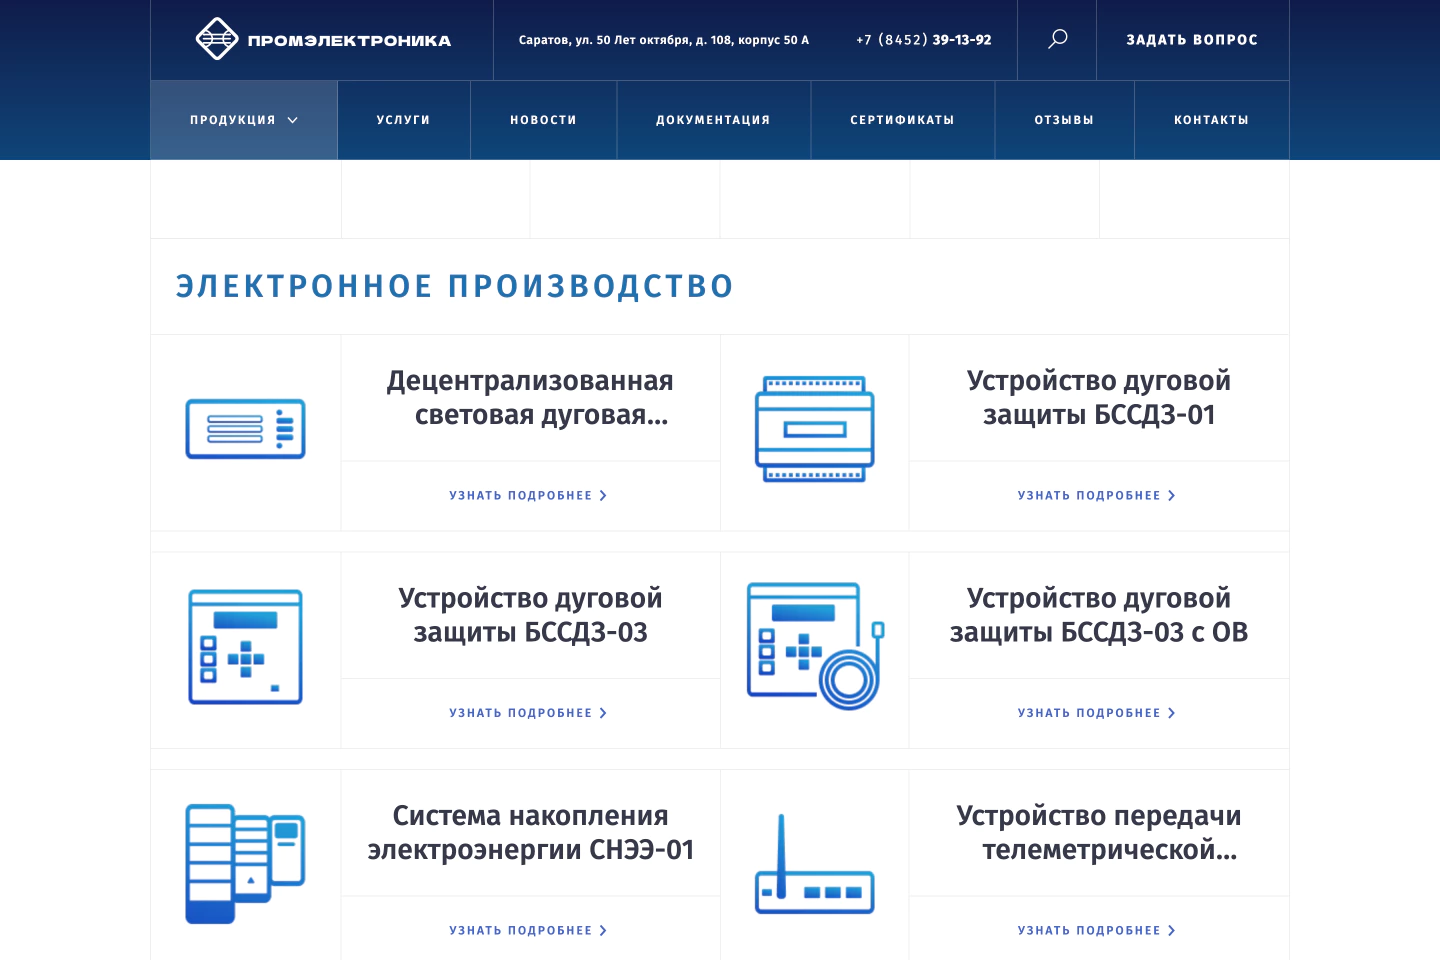 ПРОМЭЛЕКТРОНИКА
Саратов, ул. 50 Лет октября, д. 108, корпус 50 А
+7 (8452) 39-13-92
ЗАДАТЬ ВОПРОС
ПРОДУКЦИЯ
УСЛУГИ
НОВОСТИ
ДОКУМЕНТАЦИЯ
СЕРТИФИКАТЫ
ОТЗЫВЫ
КОНТАКТЫ
ЭЛЕКТРОННОЕ ПРОИЗВОДСТВО
Децентрализованная
световая дуговая...
УЗНАТЬ ПОДРОБНЕЕ
Устройство дуговой
защиты БССДЗ-01
УЗНАТЬ ПОДРОБНЕЕ
Устройство дуговой
защиты БССДЗ-03
УЗНАТЬ ПОДРОБНЕЕ
Устройство дуговой
защиты БССДЗ-03 с ОВ
УЗНАТЬ ПОДРОБНЕЕ
Система накопления
электроэнергии СНЭЭ-01
УЗНАТЬ ПОДРОБНЕЕ
Устройство передачи
телеметрической...
УЗНАТЬ ПОДРОБНЕЕ